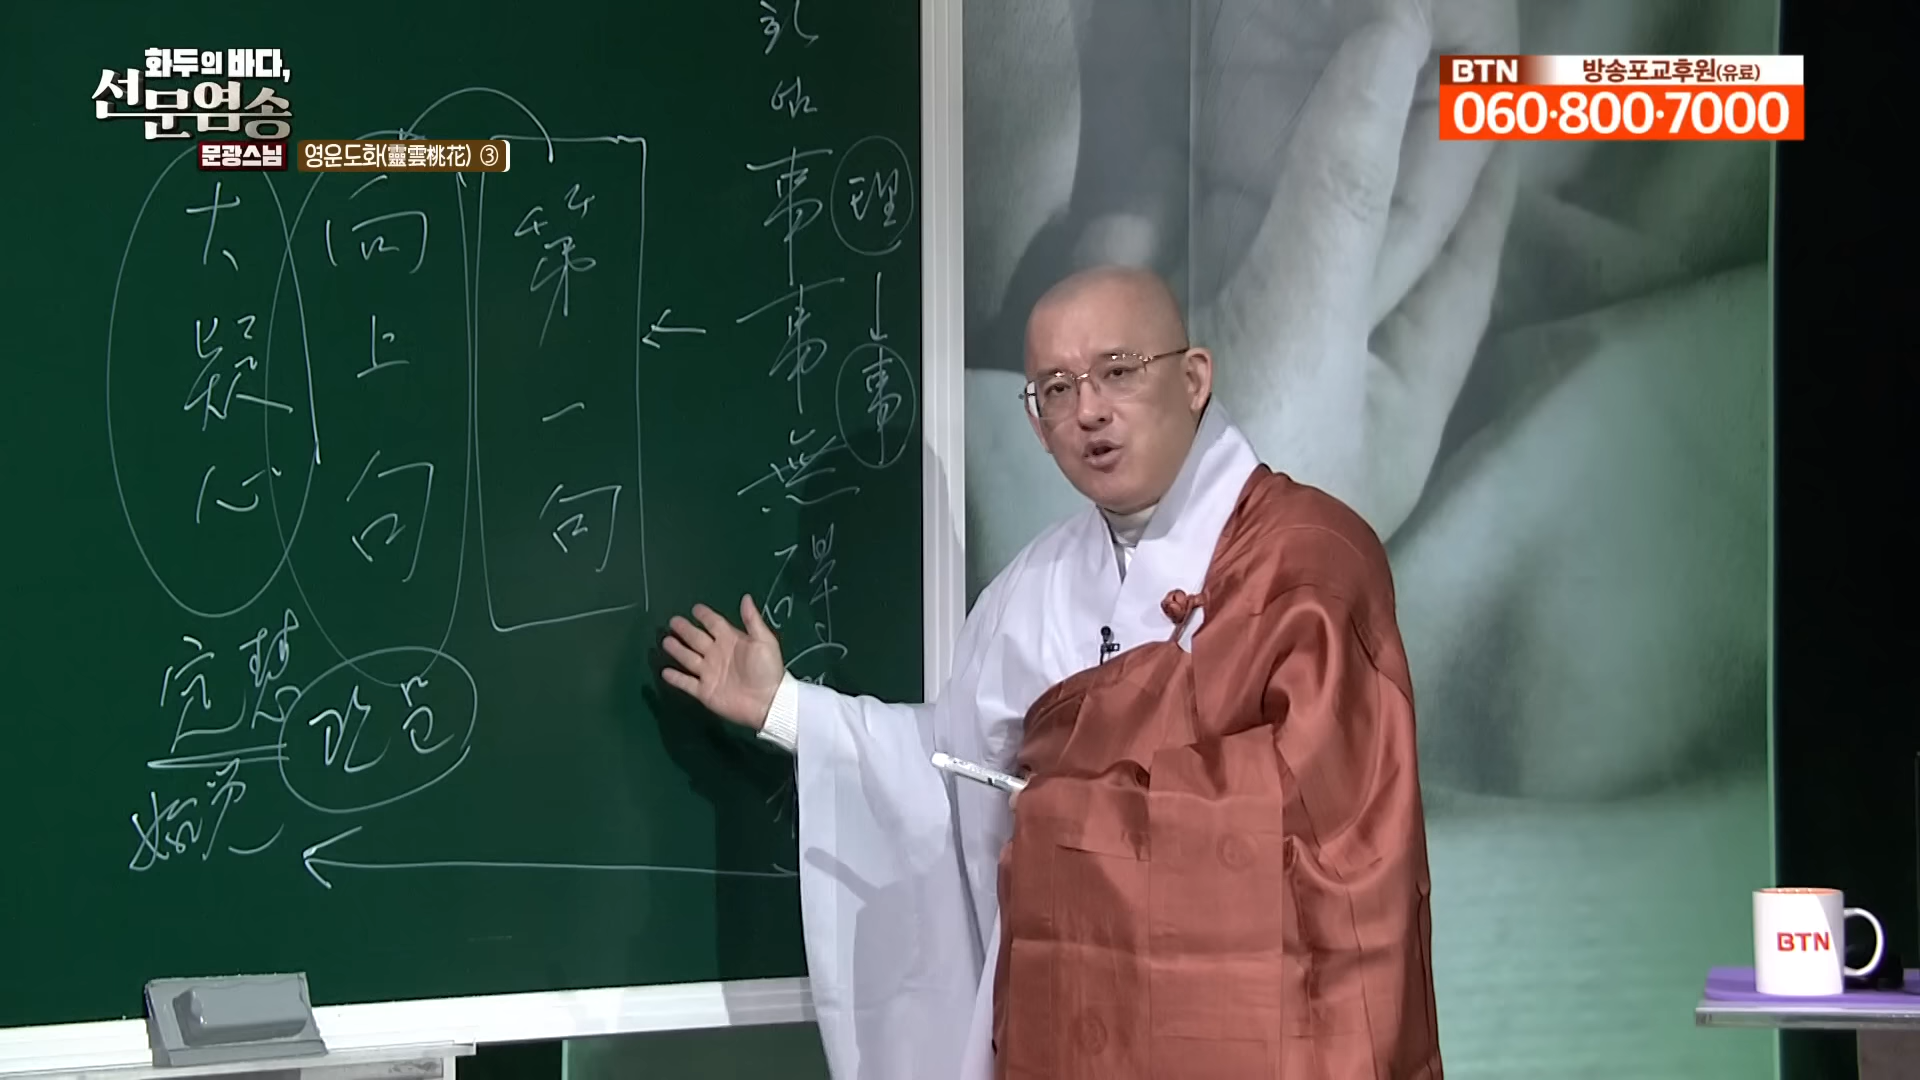 화두의 바다,
선문염송
문광스님 영운도화(靈雲桃花) ③
BTN 방송포교후원(유료)
060·800·7000
事事無碍
理
事
第一句
向上句
大疑心
始覺
BTN